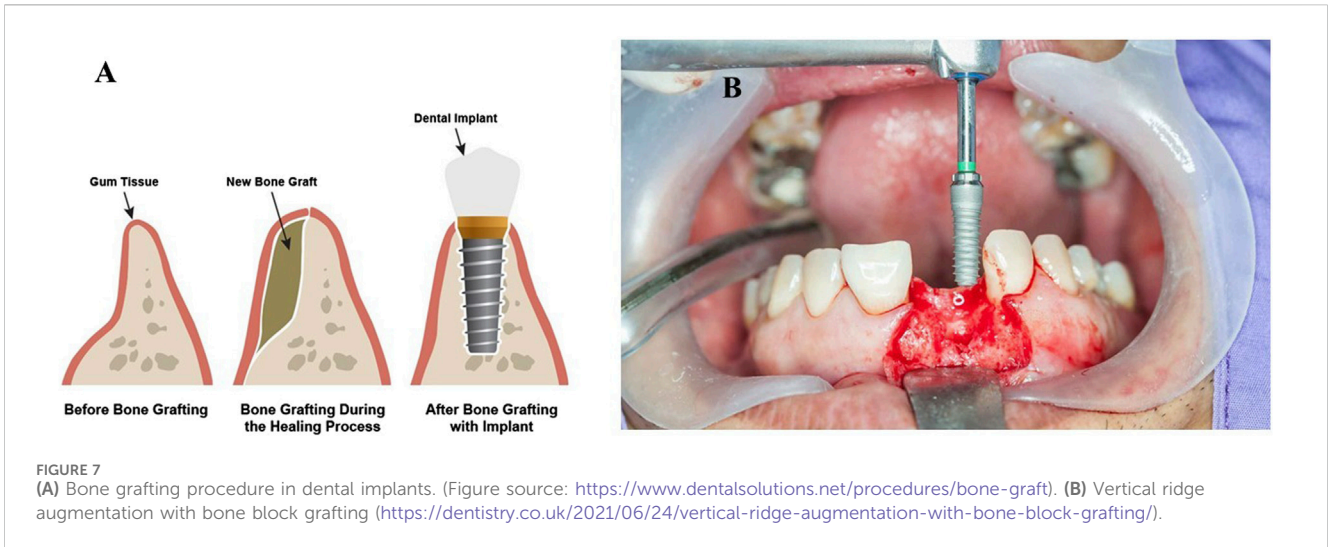 A
Gum Tissue
New Bone Graft
Dental Implant
Before Bone Grafting
Bone Grafting During
the Healing Process
After Bone Grafting
with Implant
B
FIGURE 7
(A) Bone grafting procedure in dental implants. (Figure source: https://www.dentalsolutions.net/procedures/bone-graft). (B) Vertical ridge
augmentation with bone block grafting (https://dentistry.co.uk/2021/06/24/vertical-ridge-augmentation-with-bone-block-grafting/).